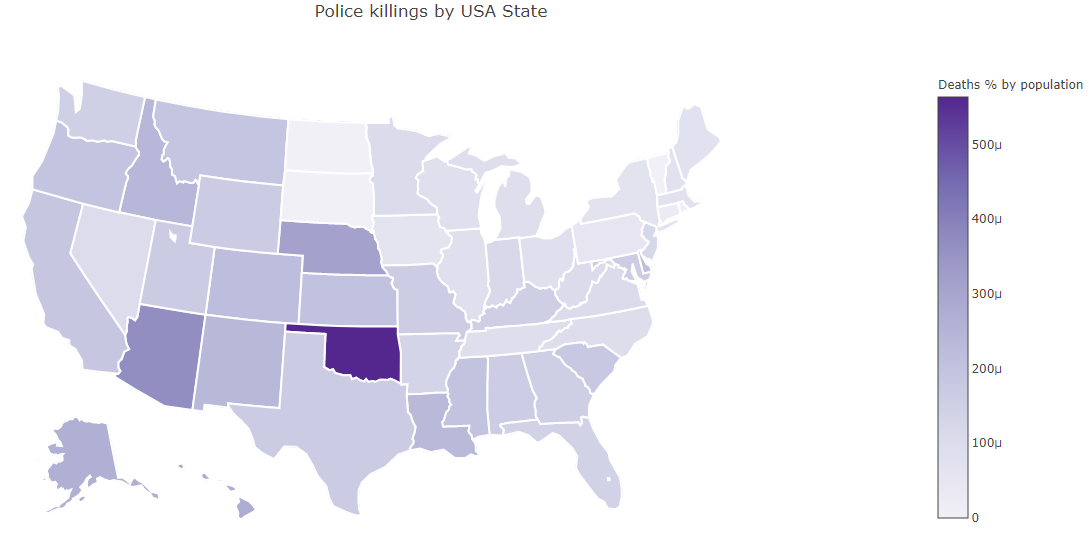 Police killings by USA State
Deaths % by population
500μ
400μ
300μ
200μ
100μ
0